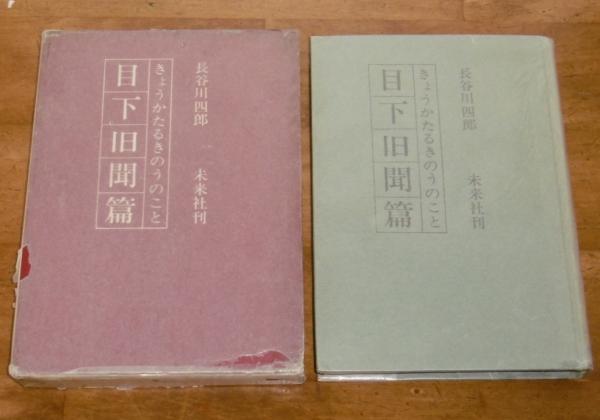 長谷川四郎 未来社刊
きょうかたるきのうのこと
目下旧聞篇
長谷川四郎 未来社刊
きょうかたるきのうのこと
目下旧聞篇